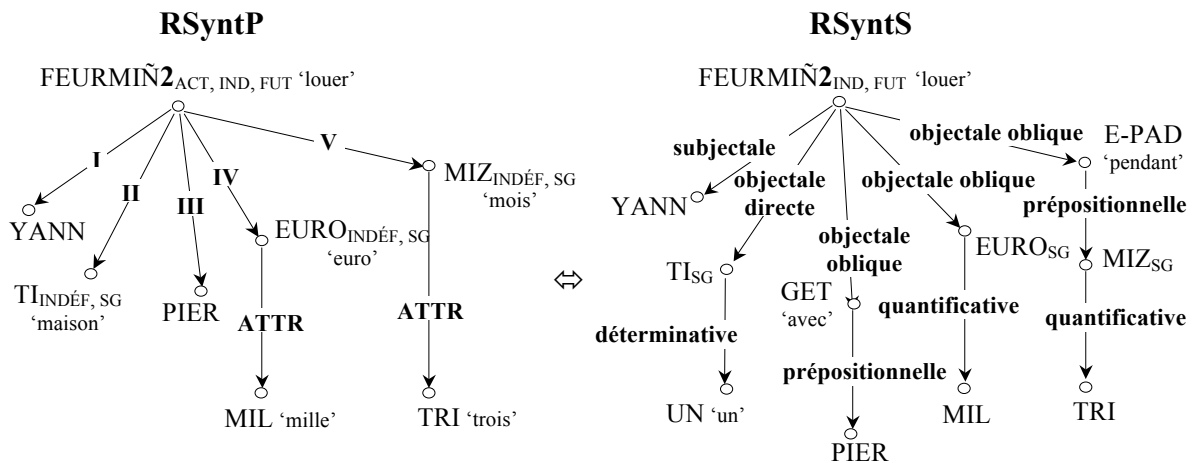 RSyntP
RSyntS
FEURMIÑ2ACT, IND, FUT ‘louer’
I
II
III
IV
V
YANN
TIINDÉF, SG
‘maison’
PIER
EUROINDÉF, SG
‘euro’
MIZINDÉF, SG
‘mois’
ATTR
ATTR
MIL ‘mille’
TRI ‘trois’
⇔
FEURMIÑ2IND, FUT ‘louer’
subjectale
objectale
directe
objectale
oblique
objectale oblique
objectale oblique
E-PAD
‘pendant’
YANN
TISG
GET
‘avec’
EUROSG
prépositionnelle
MIZSG
déterminative
prépositionnelle
quantificative
quantificative
UN ‘un’
PIER
MIL
TRI